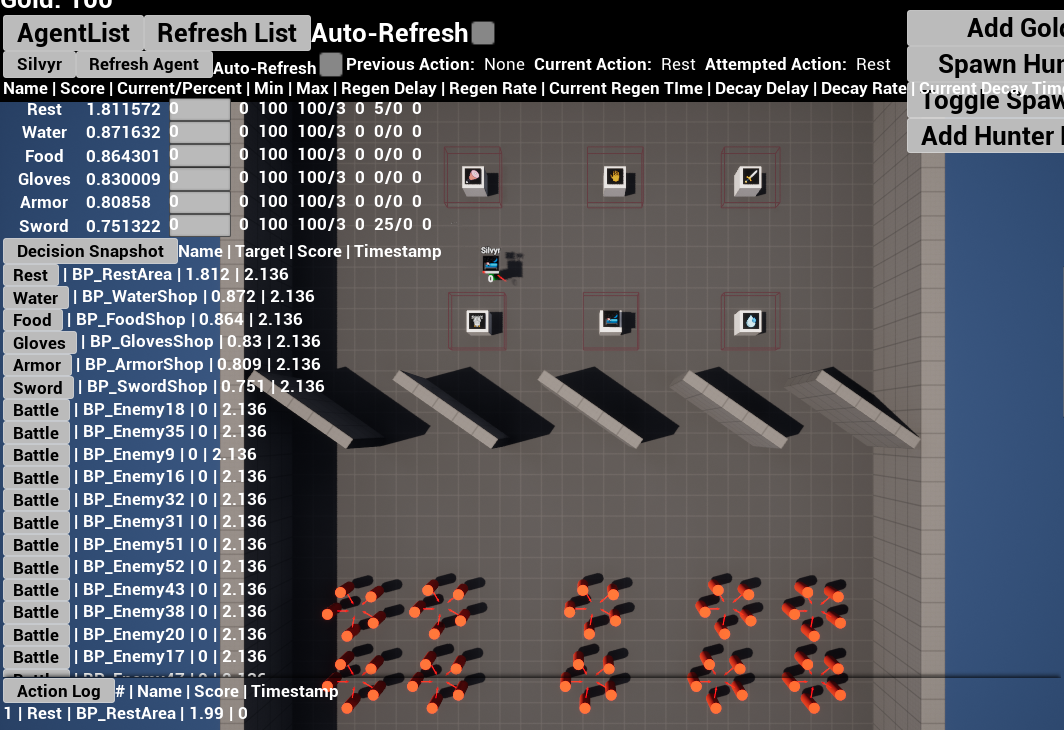 Gold: 100
AgentList Refresh List Auto-Refresh
Add Gold
Silvyr Refresh Agent Auto-Refresh Previous Action: None Current Action: Rest Attempted Action: Rest
Spawn Hun
Name | Score | Current/Percent | Min | Max | Regen Delay | Regen Rate | Current Regen TIme | Decay Delay | Decay Rate | Current Decay Time
Toggle Spaw
Add Hunter
Rest 1.811572 0 0 100 100/3 0 5/0 0
Water 0.871632 0 0 100 100/3 0 0/0 0
Food 0.864301 0 0 100 100/3 0 0/0 0
Gloves 0.830009 0 0 100 100/3 0 0/0 0
Armor 0.80858 0 0 100 100/3 0 0/0 0
Sword 0.751322 0 0 100 100/3 0 25/0 0
Decision Snapshot Name | Target | Score | Timestamp
Silvyr
0
Rest | BP_RestArea | 1.812 | 2.136
Water | BP_WaterShop | 0.872 | 2.136
Food | BP_FoodShop | 0.864 | 2.136
Gloves | BP_GlovesShop | 0.83 | 2.136
Armor | BP_ArmorShop | 0.809 | 2.136
Sword | BP_SwordShop | 0.751 | 2.136
Battle | BP_Enemy18 | 0 | 2.136
Battle | BP_Enemy35 | 0 | 2.136
Battle | BP_Enemy9 | 0 | 2.136
Battle | BP_Enemy16 | 0 | 2.136
Battle | BP_Enemy32 | 0 | 2.136
Battle | BP_Enemy31 | 0 | 2.136
Battle | BP_Enemy51 | 0 | 2.136
Battle | BP_Enemy52 | 0 | 2.136
Battle | BP_Enemy43 | 0 | 2.136
Battle | BP_Enemy38 | 0 | 2.136
Battle | BP_Enemy20 | 0 | 2.136
Battle | BP_Enemy17 | 0 | 2.136
Action Log # | Name | Score | Timestamp
1 | Rest | BP_RestArea | 1.99 | 0